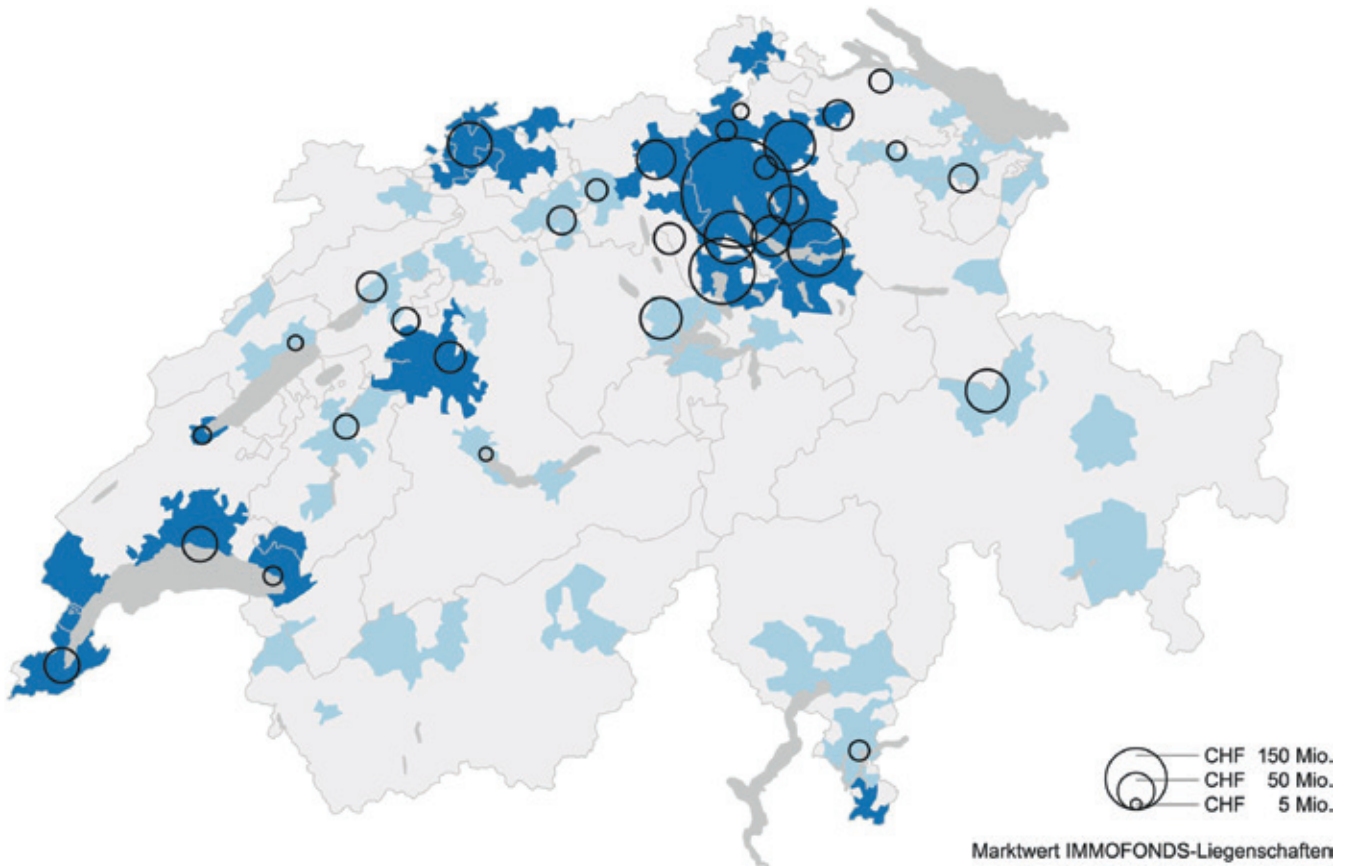 CHF 150 Mio.
CHF 50 Mio.
CHF 5 Mio.
Marktwert IMMOFONDS-Liegenschaften